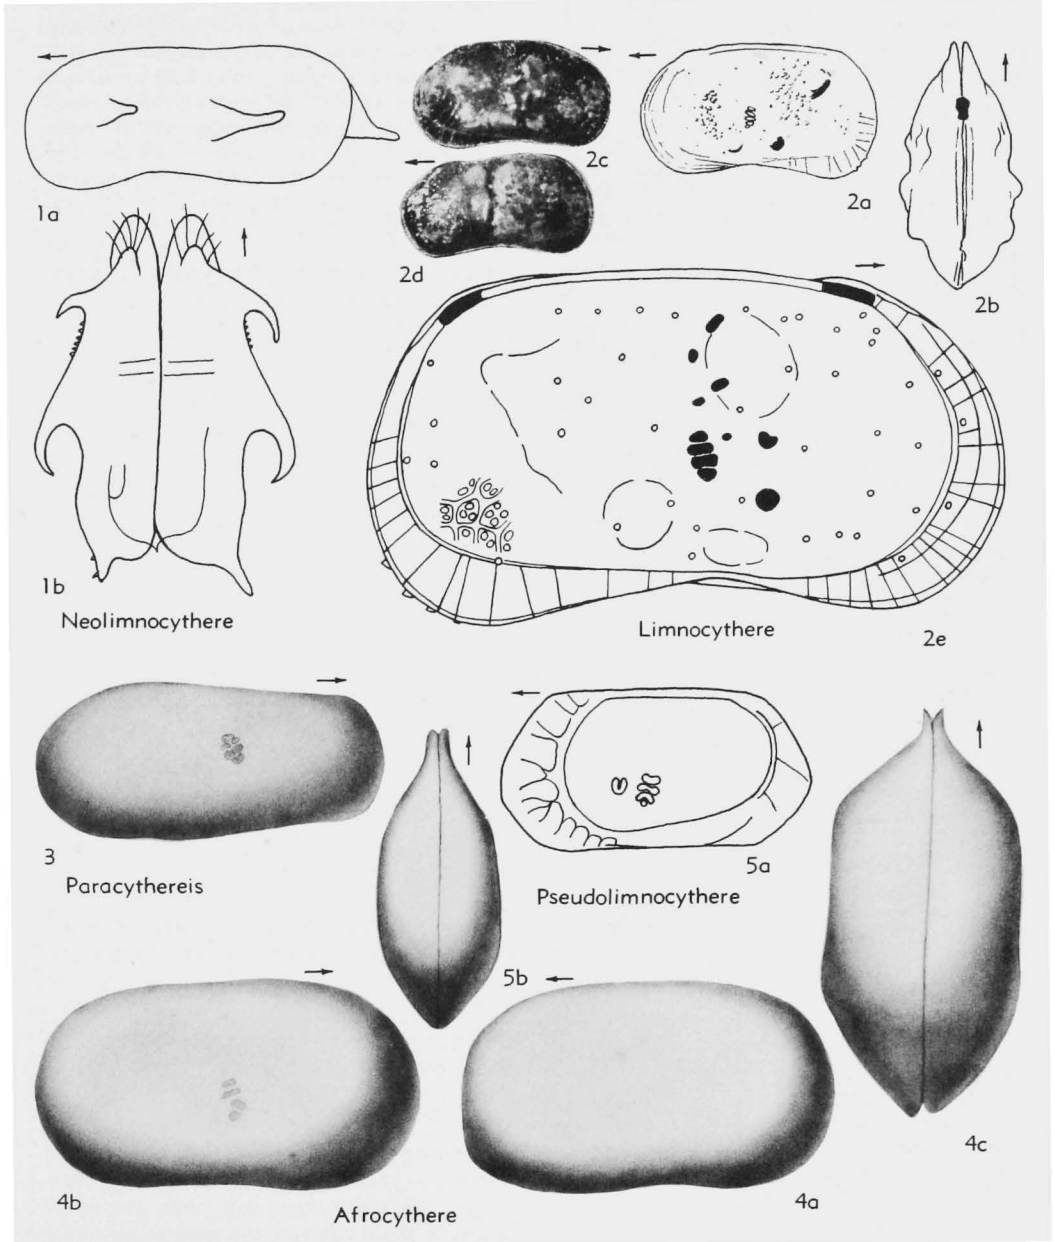 1a
2c
2a
2d
2b
1b
Neolimnocythere
Limnocythere
2e
3
Paracythereis
5a
Pseudolimnocythere
5b
4c
4b
4a
Afrocythere